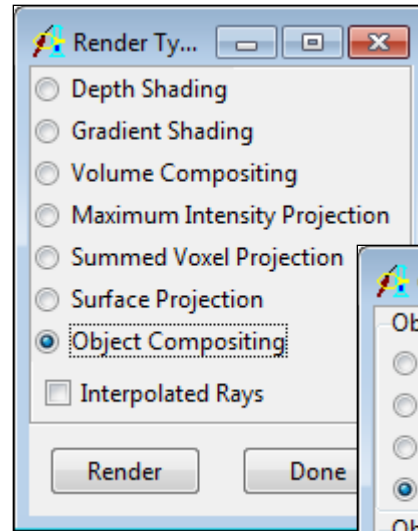 Render Ty...
Depth Shading
Gradient Shading
Volume Compositing
Maximum Intensity Projection
Summed Voxel Projection
Surface Projection
Object Compositing
Interpolated Rays
Render Done